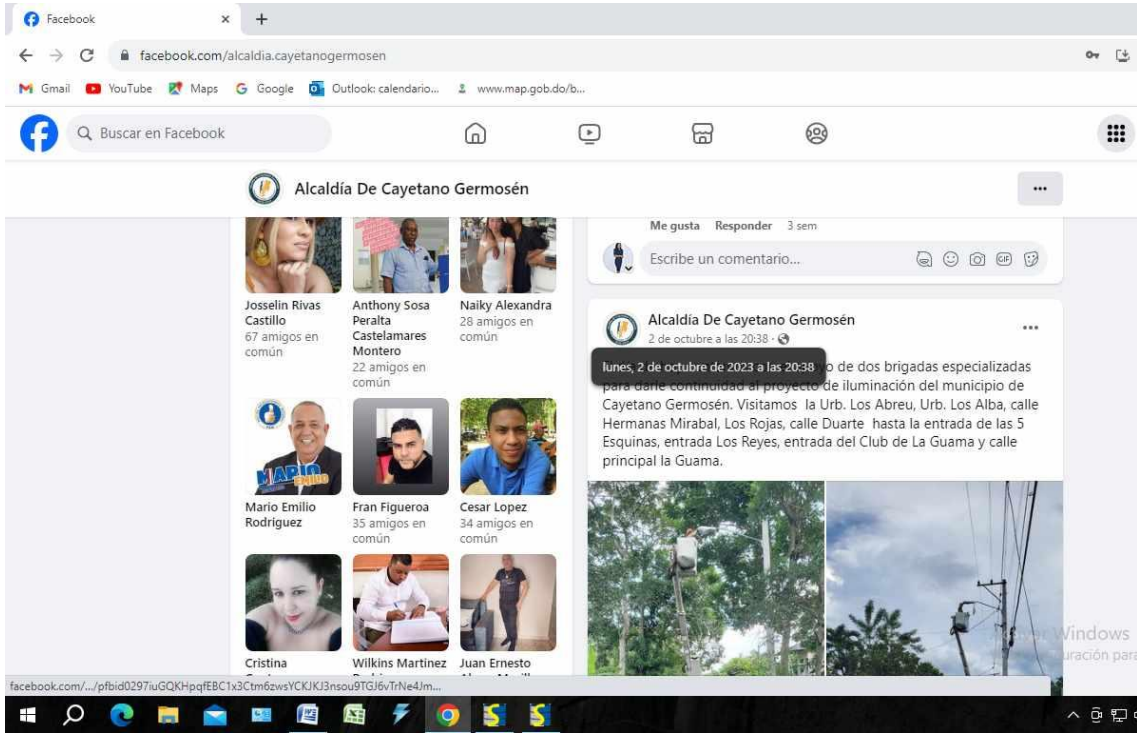 Facebook
facebook.com/alcaldia.cayetanogermosen
Gmail YouTube Maps Google Outlook: calendario... www.map.gob.do/b...
Buscar en Facebook
Alcaldía De Cayetano Germosén
Josselin Rivas
Castillo
67 amigos en
común
Anthony Sosa
Peralta
Castelamares
Montero
22 amigos en
común
Naiky Alexandra
28 amigos en
común
MARIO
EMILIO
Mario Emilio
Rodriguez
Fran Figueroa
35 amigos en
común
Cesar Lopez
34 amigos en
común
Cristina
Wilkins Martinez
Juan Ernesto
Me gusta Responder 3 sem
Escribe un comentario...
GIF
Alcaldía De Cayetano Germosén
2 de octubre a las 20:38
lunes, 2 de octubre de 2023 a las 20:38
de dos brigadas especializadas
para darle continuidad al proyecto de iluminación del municipio de
Cayetano Germosén. Visitamos la Urb. Los Abreu, Urb. Los Alba, calle
Hermanas Mirabal, Los Rojas, calle Duarte hasta la entrada de las 5
Esquinas, entrada Los Reyes, entrada del Club de La Guama y calle
principal la Guama.
Windows